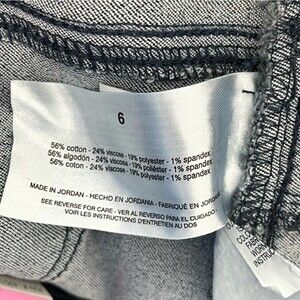 6
56% cotton - 24% viscose - 19% polyester - 1% spandex
56% algodón - 24% viscosa - 19% poliéster - 1% spandex
56% coton - 24% viscose - 19% polyester - 1% spandex
MADE IN JORDAN - HECHO EN JORDANIA - FABRIQUÉ EN JORDANIE
SEE REVERSE FOR CARE - VER AL REVERSO PARA EL CUIDADO -
VOIR LES INSTRUCTIONS D'ENTRETIEN AU DOS